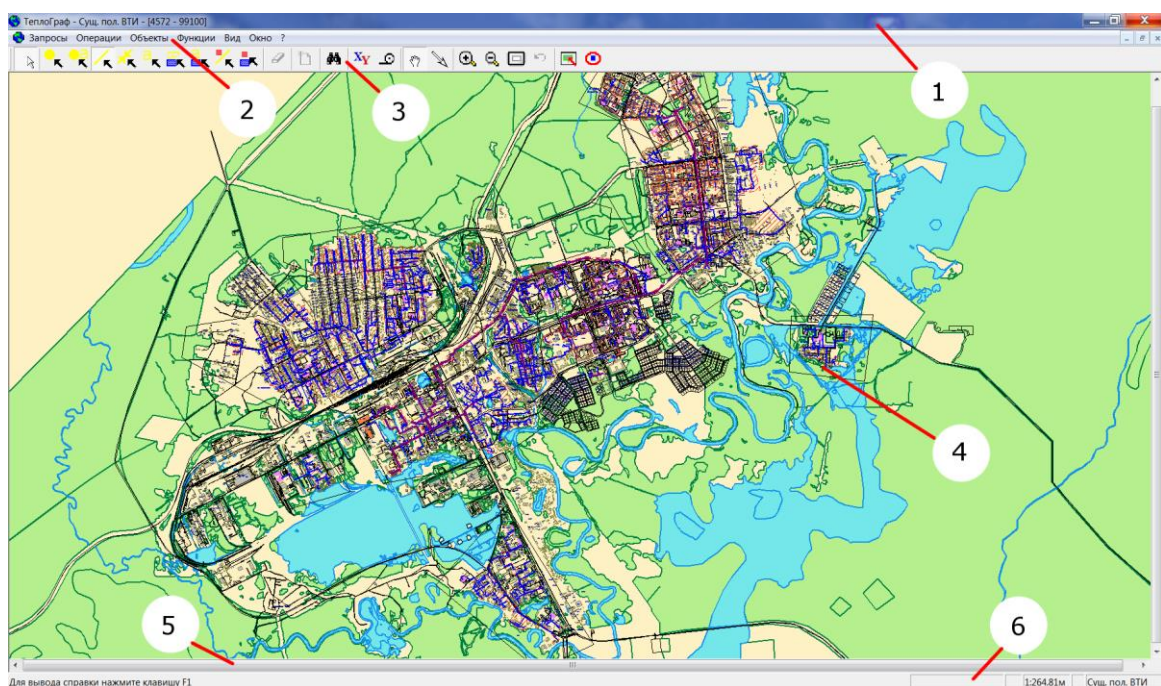 ТеплоГраф - Сущ. пол. ВТИ - [4572 - 99100]
Запросы Операции Объекты Функции Вид Окно ?
XY
1
2
3
4
5
6
Для вывода справки нажмите клавишу F1
1:264.81м
Сущ. пол. ВТИ